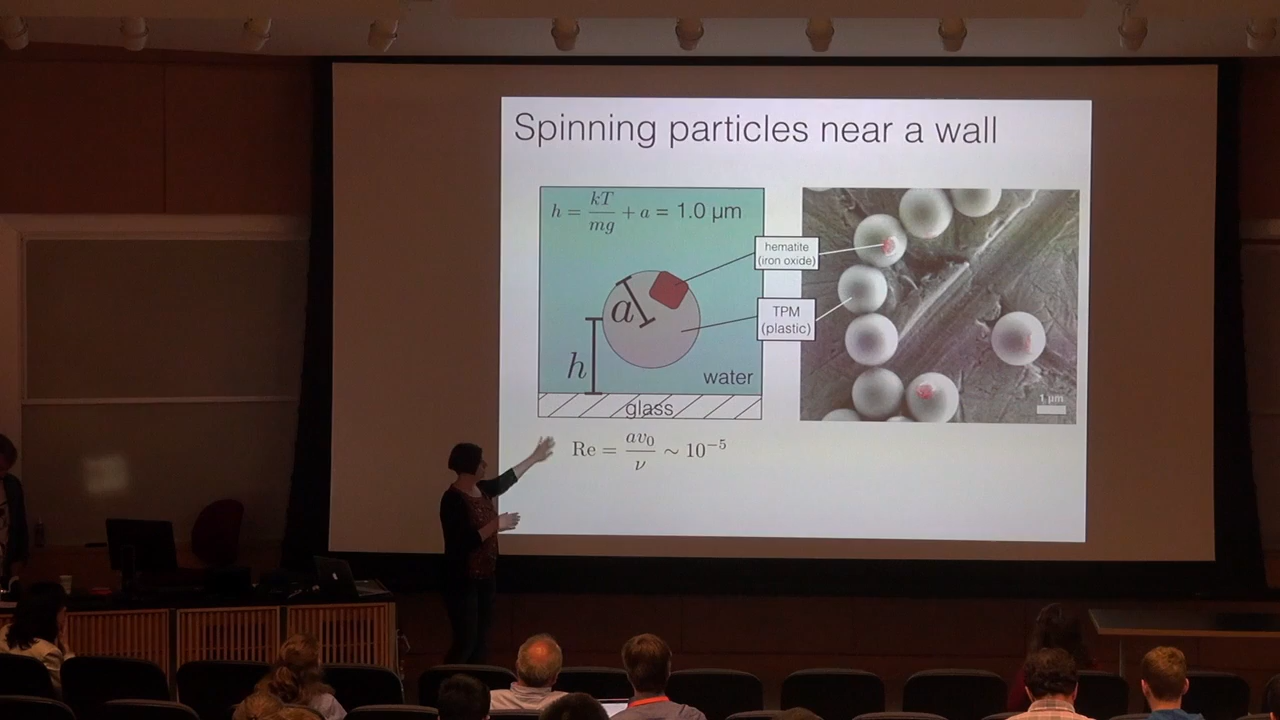 Spinning particles near a wall
h = kT/mg + a = 1.0 µm
hematite
(iron oxide)
a
TPM
(plastic)
h
water
glass
1 µm
Re = av₀/ν ~ 10⁻⁵